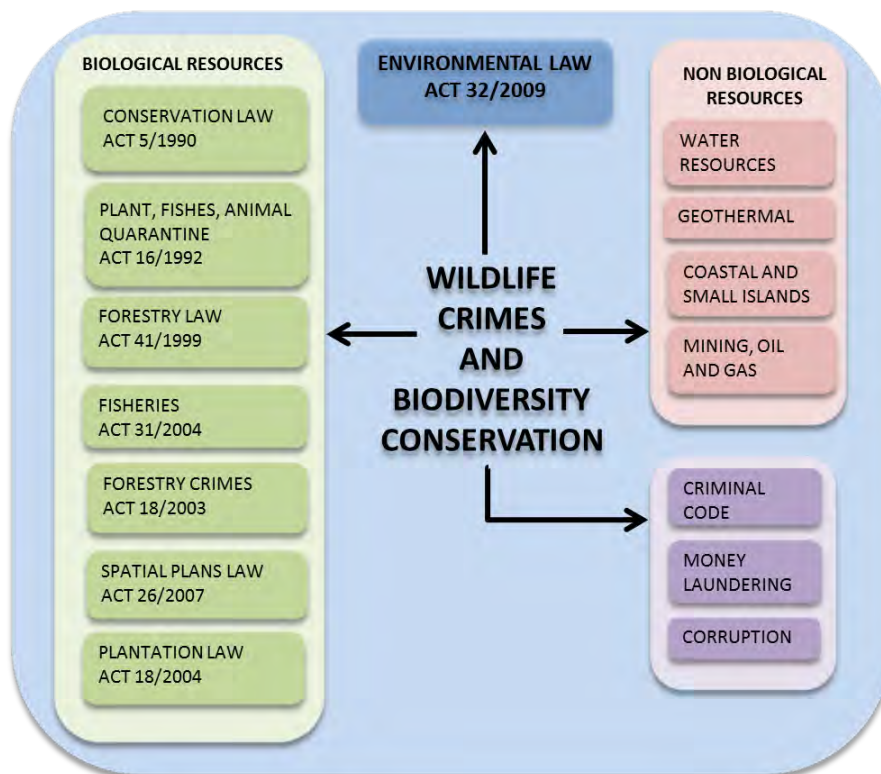 BIOLOGICAL RESOURCES
CONSERVATION LAW
ACT 5/1990
PLANT, FISHES, ANIMAL
QUARANTINE
ACT 16/1992
FORESTRY LAW
ACT 41/1999
FISHERIES
ACT 31/2004
FORESTRY CRIMES
ACT 18/2003
SPATIAL PLANS LAW
ACT 26/2007
PLANTATION LAW
ACT 18/2004
ENVIRONMENTAL LAW
ACT 32/2009
WILDLIFE
CRIMES
AND
BIODIVERSITY
CONSERVATION
NON BIOLOGICAL
RESOURCES
WATER
RESOURCES
GEOTHERMAL
COASTAL AND
SMALL ISLANDS
MINING, OIL
AND GAS
CRIMINAL
CODE
MONEY
LAUNDERING
CORRUPTION